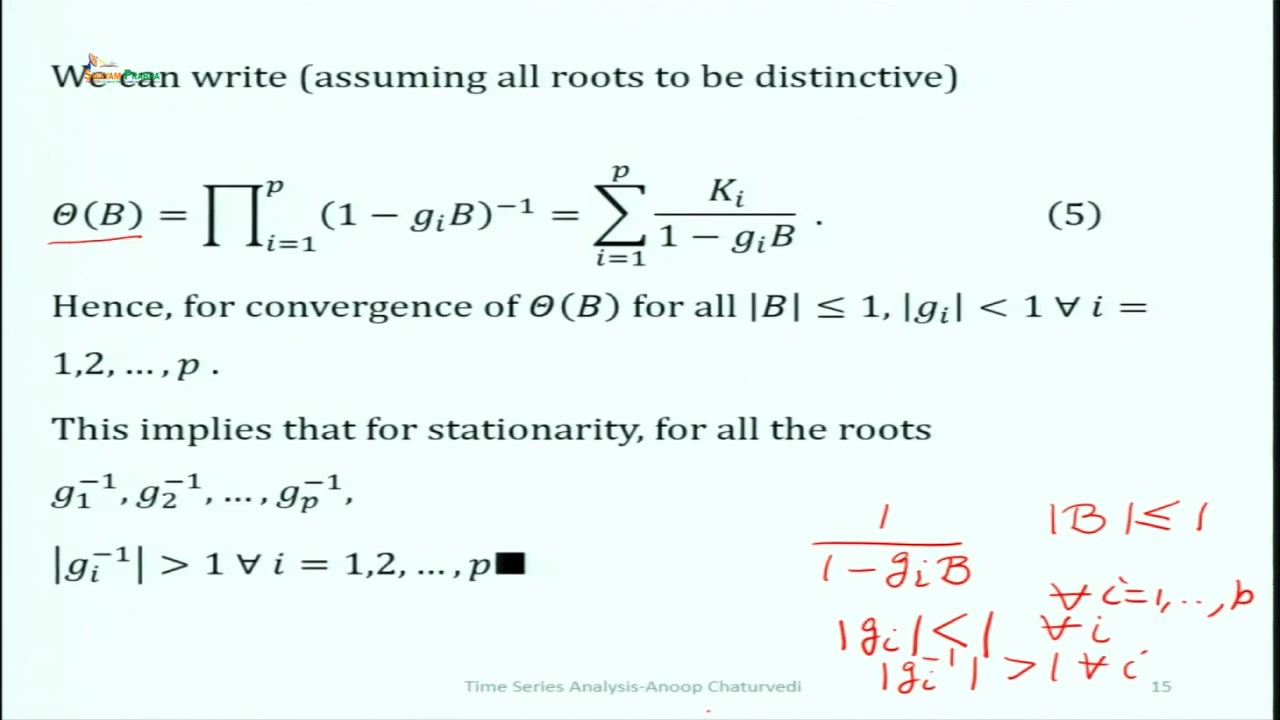 We can write (assuming all roots to be distinctive)
Θ(B) = ∏_{i=1}^{p} (1 − g_i B)^{−1} = ∑_{i=1}^{p} K_i / (1 − g_i B) . (5)
Hence, for convergence of Θ(B) for all |B| ≤ 1, |g_i| < 1 ∀ i =
1,2, … , p .
This implies that for stationarity, for all the roots
g_1^{−1}, g_2^{−1}, … , g_p^{−1},
|g_i^{−1}| > 1 ∀ i = 1,2, … , p■
1 / (1 − g_i B) |B| ≤ 1
∀ i=1, .., p
|g_i| < 1 ∀ i
|g_i^{−1}| > 1 ∀ i
Time Series Analysis-Anoop Chaturvedi 15